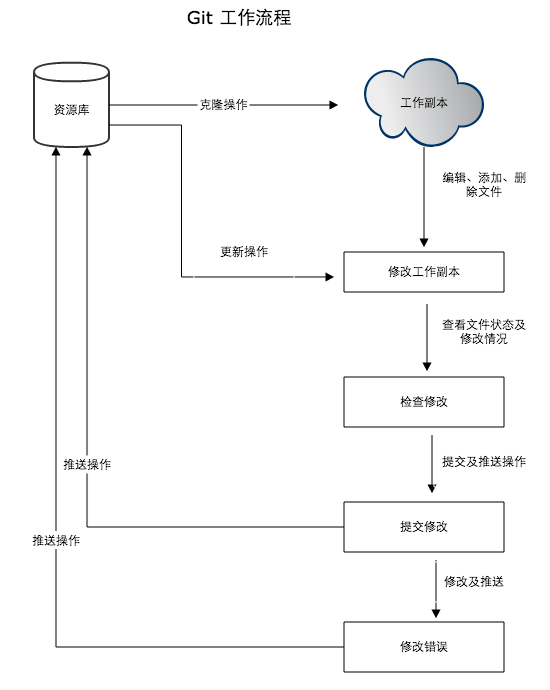 Git 工作流程
资源库
克隆操作
工作副本
编辑、添加、删
除文件
更新操作
修改工作副本
查看文件状态及
修改情况
检查修改
推送操作
提交及推送操作
提交修改
推送操作
修改及推送
修改错误